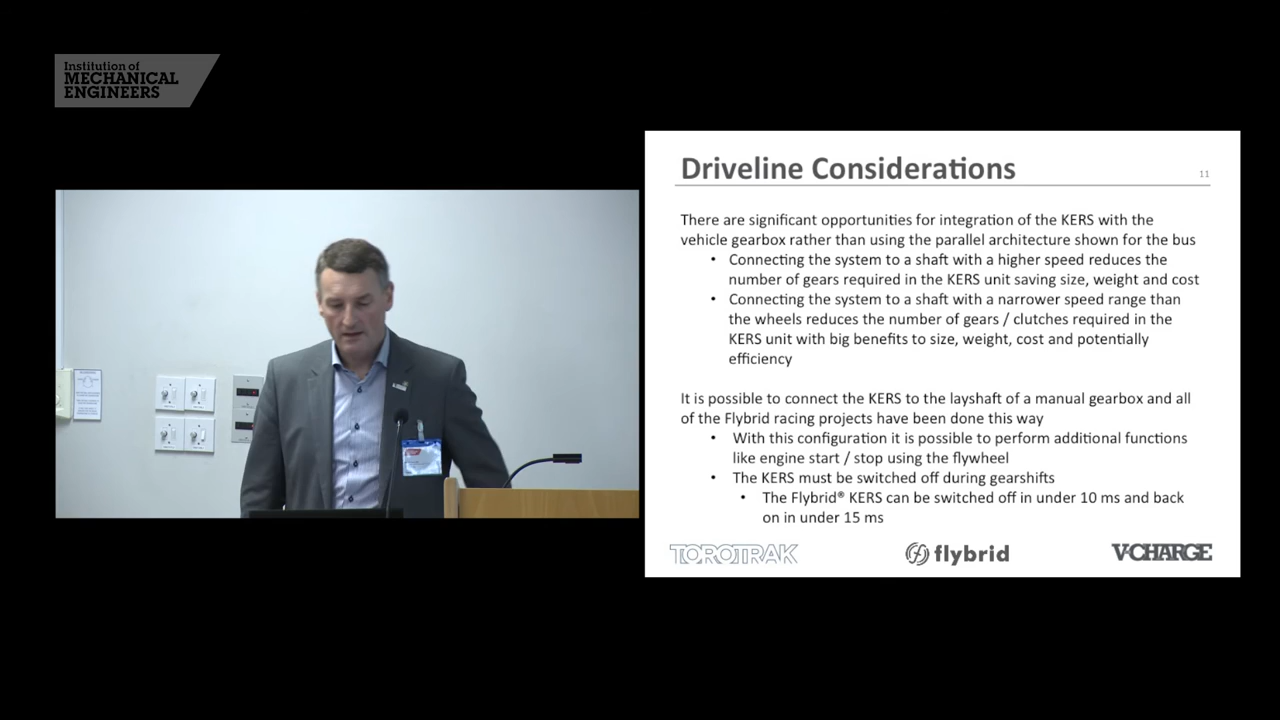 Institution of
MECHANICAL
ENGINEERS
Driveline Considerations
11
There are significant opportunities for integration of the KERS with the
vehicle gearbox rather than using the parallel architecture shown for the bus
• Connecting the system to a shaft with a higher speed reduces the
number of gears required in the KERS unit saving size, weight and cost
• Connecting the system to a shaft with a narrower speed range than
the wheels reduces the number of gears / clutches required in the
KERS unit with big benefits to size, weight, cost and potentially
efficiency
It is possible to connect the KERS to the layshaft of a manual gearbox and all
of the Flybrid racing projects have been done this way
• With this configuration it is possible to perform additional functions
like engine start / stop using the flywheel
• The KERS must be switched off during gearshifts
• The Flybrid® KERS can be switched off in under 10 ms and back
on in under 15 ms
TOROTRAK
flybrid
V-CHARGE